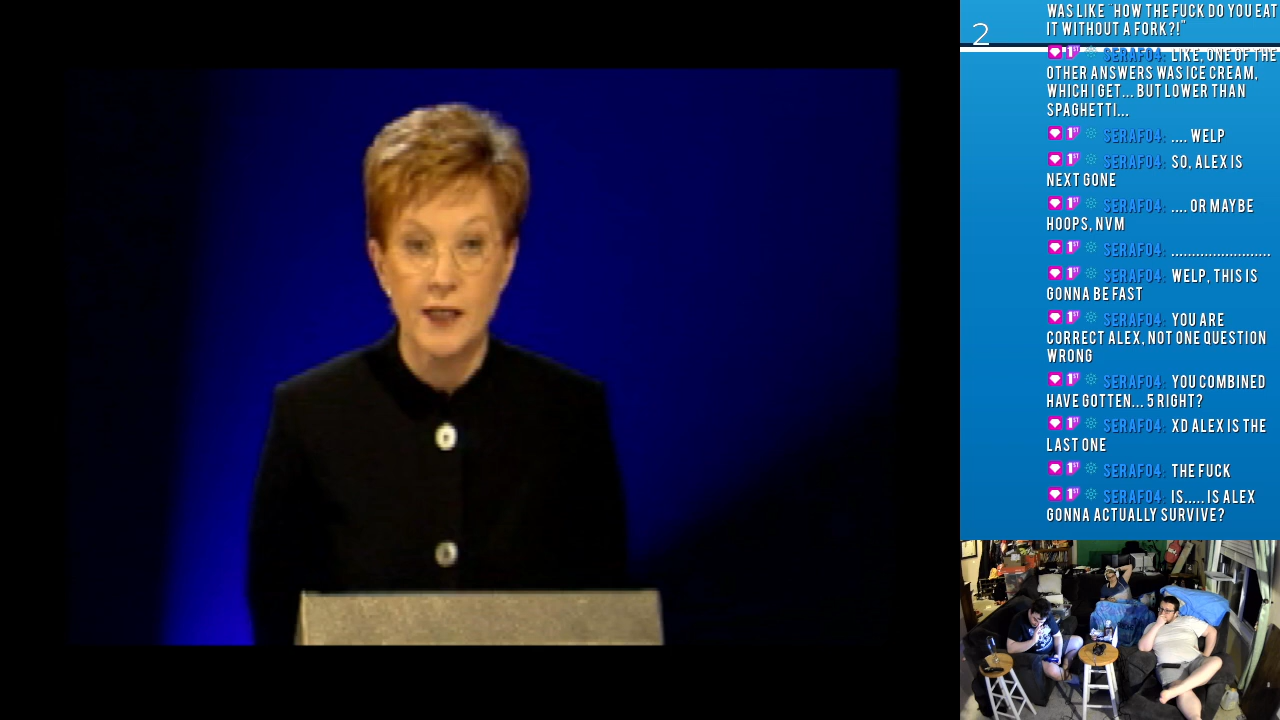 WAS LIKE "HOW THE FUCK DO YOU EAT
IT WITHOUT A FORK?!"
2
SERAF04: LIKE, ONE OF THE
OTHER ANSWERS WAS ICE CREAM,
WHICH I GET... BUT LOWER THAN
SPAGHETTI...
SERAF04: .... WELP
SERAF04: SO, ALEX IS
NEXT GONE
SERAF04: .... OR MAYBE
HOOPS, NVM
SERAF04: ........................
SERAF04: WELP, THIS IS
GONNA BE FAST
SERAF04: YOU ARE
CORRECT ALEX, NOT ONE QUESTION
WRONG
SERAF04: YOU COMBINED
HAVE GOTTEN... 5 RIGHT?
SERAF04: XD ALEX IS THE
LAST ONE
SERAF04: THE FUCK
SERAF04: IS..... IS ALEX
GONNA ACTUALLY SURVIVE?